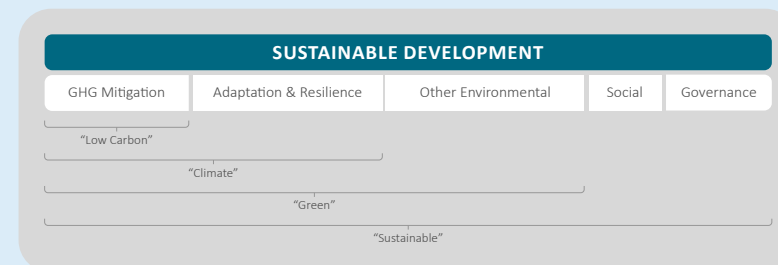 SUSTAINABLE DEVELOPMENT
GHG Mitigation Adaptation & Resilience Other Environmental Social Governance
“Low Carbon”
“Climate”
“Green”
“Sustainable”